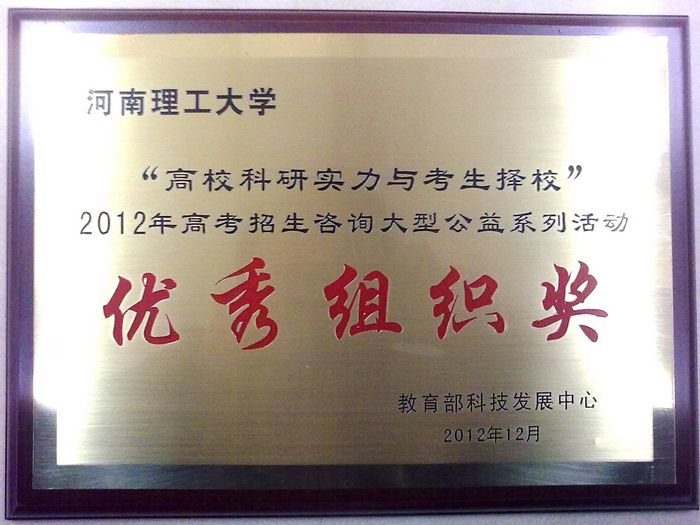 河南理工大学
“高校科研实力与考生择校”
2012年高考招生咨询大型公益系列活动
优秀组织奖
教育部科技发展中心
2012年12月